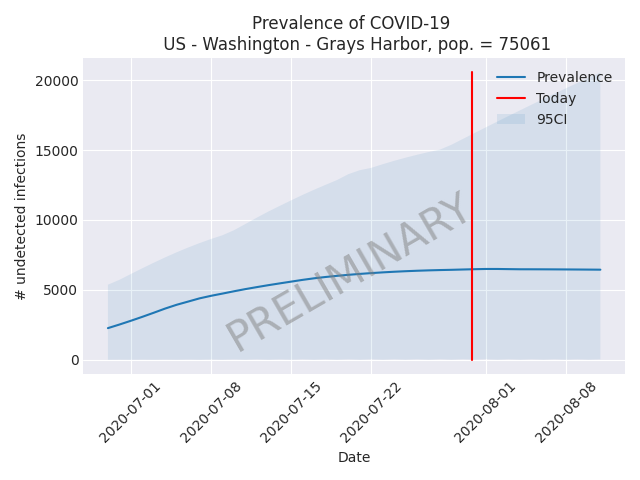 Prevalence of COVID-19
US - Washington - Grays Harbor, pop. = 75061
Prevalence
Today
95CI
# undetected infections
20000
15000
10000
5000
0
PRELIMINARY
2020-07-01
2020-07-08
2020-07-15
2020-07-22
2020-08-01
2020-08-08
Date